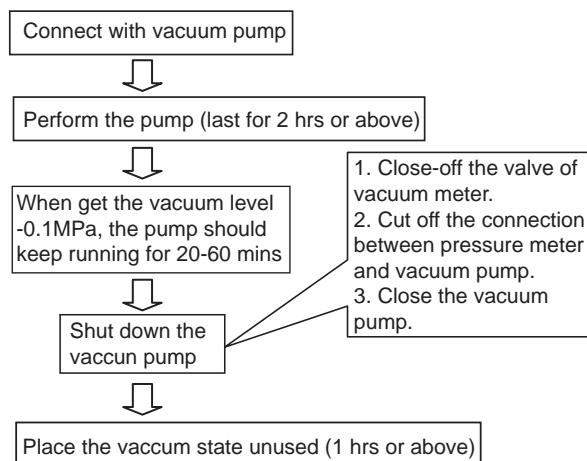 Connect with vacuum pump
Perform the pump (last for 2 hrs or above)
When get the vacuum level
-0.1MPa, the pump should
keep running for 20-60 mins
Shut down the
vaccun pump
1. Close-off the valve of
vacuum meter.
2. Cut off the connection
between pressure meter
and vacuum pump.
3. Close the vacuum
pump.
Place the vaccum state unused (1 hrs or above)